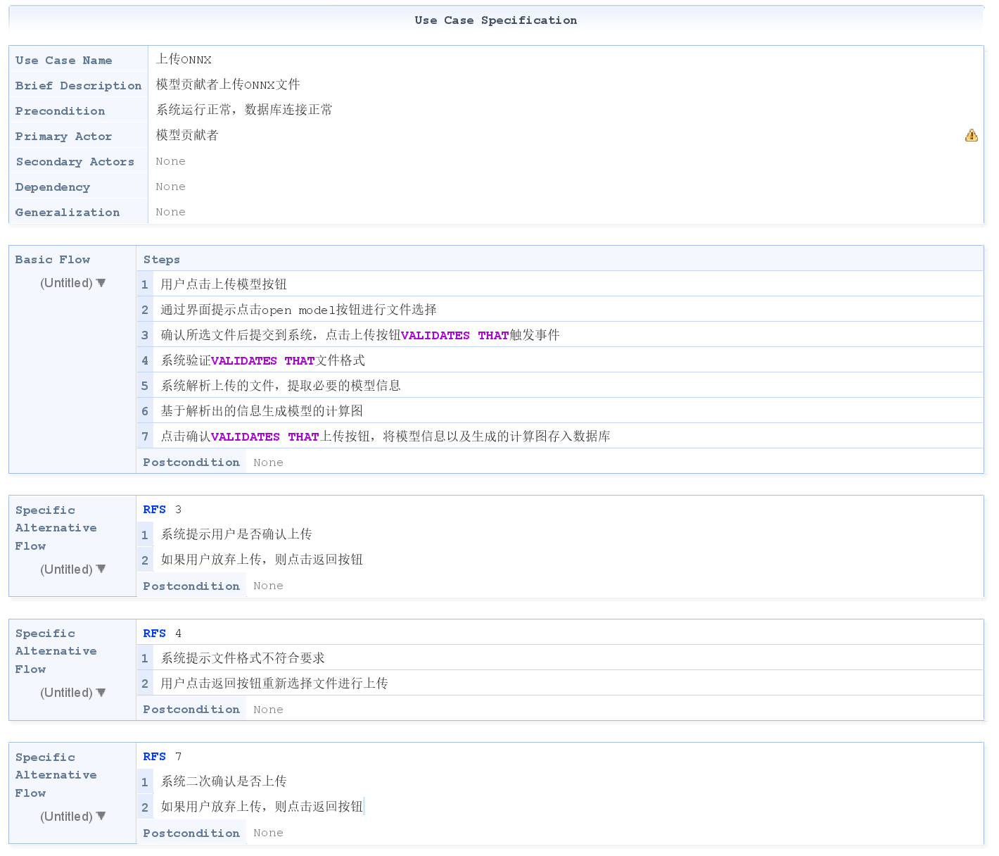 Use Case Specification
Use Case Name 上传ONNX
Brief Description 模型贡献者上传ONNX文件
Precondition 系统运行正常，数据库连接正常
Primary Actor 模型贡献者
Secondary Actors None
Dependency None
Generalization None
Basic Flow Steps
(Untitled) ▼
1 用户点击上传模型按钮
2 通过界面提示点击open model按钮进行文件选择
3 确认所选文件后提交到系统，点击上传按钮VALIDATES THAT触发事件
4 系统验证VALIDATES THAT文件格式
5 系统解析上传的文件，提取必要的模型信息
6 基于解析出的信息生成模型的计算图
7 点击确认VALIDATES THAT上传按钮，将模型信息以及生成的计算图存入数据库
Postcondition None
Specific
Alternative
Flow
(Untitled) ▼
RFS 3
1 系统提示用户是否确认上传
2 如果用户放弃上传，则点击返回按钮
Postcondition None
Specific
Alternative
Flow
(Untitled) ▼
RFS 4
1 系统提示文件格式不符合要求
2 用户点击返回按钮重新选择文件进行上传
Postcondition None
Specific
Alternative
Flow
(Untitled) ▼
RFS 7
1 系统二次确认是否上传
2 如果用户放弃上传，则点击返回按钮
Postcondition None